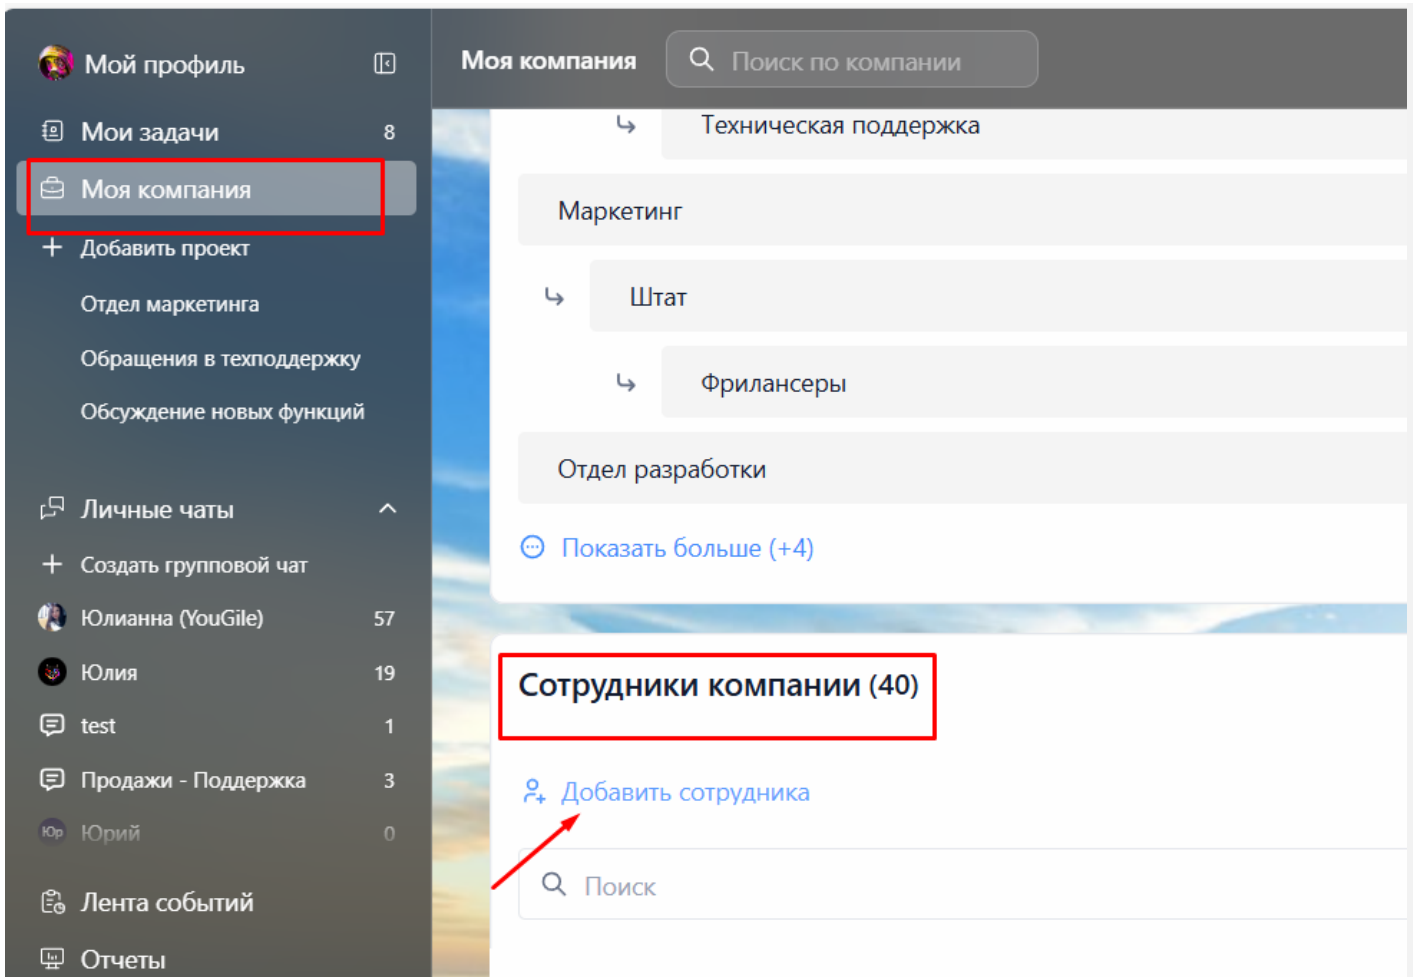 Мой профиль
Мои задачи 8
Моя компания
Добавить проект
Отдел маркетинга
Обращения в техподдержку
Обсуждение новых функций
Личные чаты
Создать групповой чат
Юлианна (YouGile) 57
Юлия 19
test 1
Продажи - Поддержка 3
Юр Юрий 0
Лента событий
Отчеты
Моя компания
Поиск по компании
Техническая поддержка
Маркетинг
Штат
Фрилансеры
Отдел разработки
Показать больше (+4)
Сотрудники компании (40)
Добавить сотрудника
Поиск